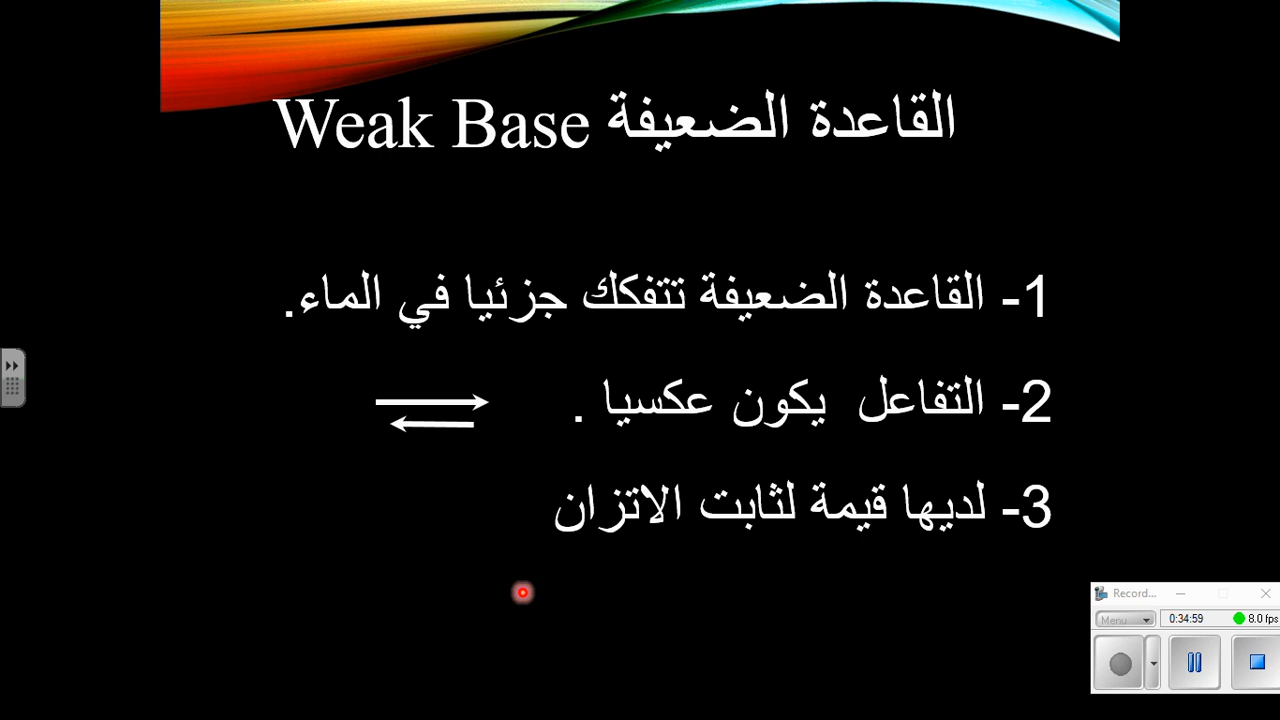 القاعدة الضعيفة Weak Base
1- القاعدة الضعيفة تتفكك جزئيا في الماء.
2- التفاعل يكون عكسيا .
3- لديها قيمة لثابت الاتزان
Record...
Menu 0:34:59 8.0 fps